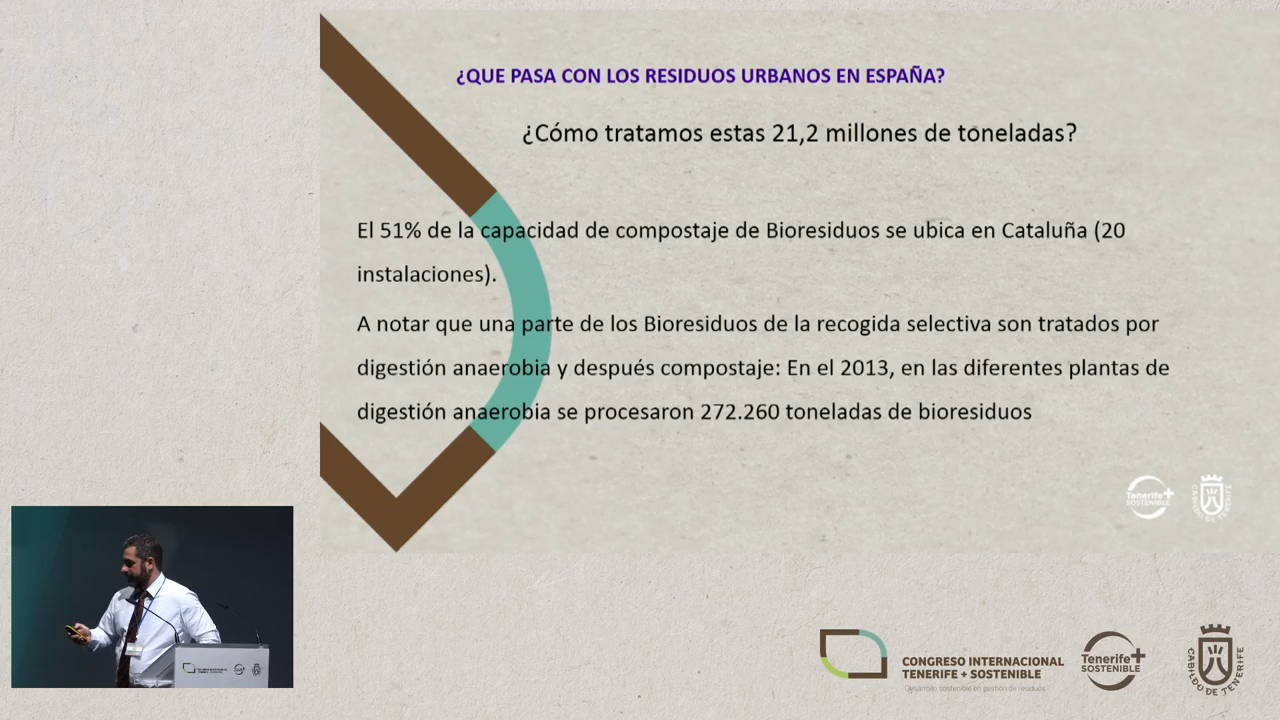 ¿QUE PASA CON LOS RESIDUOS URBANOS EN ESPAÑA?
¿Cómo tratamos estas 21,2 millones de toneladas?
El 51% de la capacidad de compostaje de Bioresiduos se ubica en Cataluña (20
instalaciones).
A notar que una parte de los Bioresiduos de la recogida selectiva son tratados por
digestión anaerobia y después compostaje: En el 2013, en las diferentes plantas de
digestión anaerobia se procesaron 272.260 toneladas de bioresiduos
Tenerife+
SOSTENIBLE
CABILDO DE TENERIFE
CONGRESO INTERNACIONAL
TENERIFE + SOSTENIBLE
Desarrollo sostenible en gestión de residuos
Tenerife+
SOSTENIBLE
CABILDO DE TENERIFE